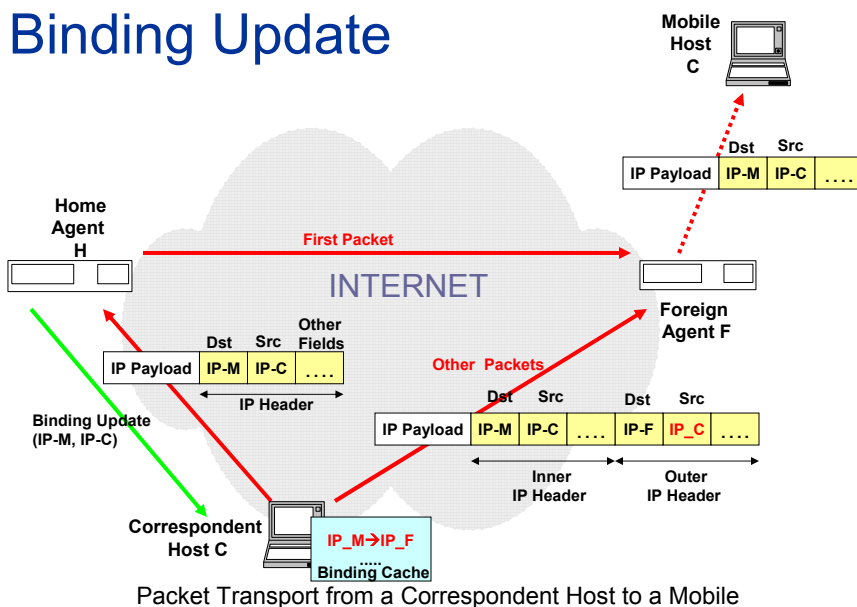 Binding Update
Mobile
Host
C
Dst Src
IP Payload IP-M IP-C ....
Home
Agent
H
First Packet
INTERNET
Foreign
Agent F
Dst Src Other
Fields
IP Payload IP-M IP-C ....
IP Header
Other Packets
Binding Update
(IP-M, IP-C)
Dst Src Dst Src
IP Payload IP-M IP-C .... IP-F IP_C ....
Inner
IP Header
Outer
IP Header
Correspondent
Host C
IP_M→IP_F
.....
Binding Cache
Packet Transport from a Correspondent Host to a Mobile